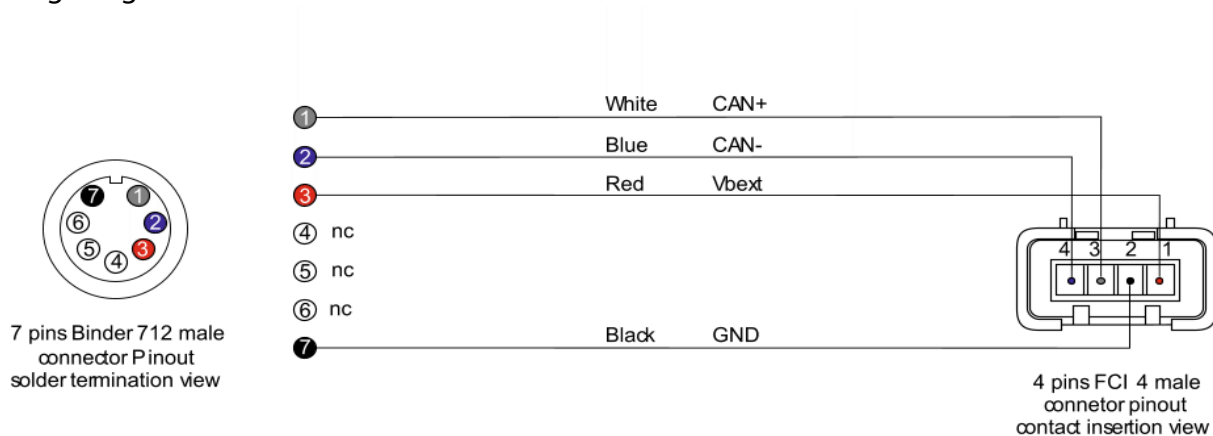 1 White CAN+
2 Blue CAN-
3 Red Vbext
4 nc
5 nc
6 nc
7 Black GND
7 1
6 2
5 3
4
7 pins Binder 712 male
connector Pinout
solder termination view
4 3 2 1
4 pins FCI 4 male
connetor pinout
contact insertion view